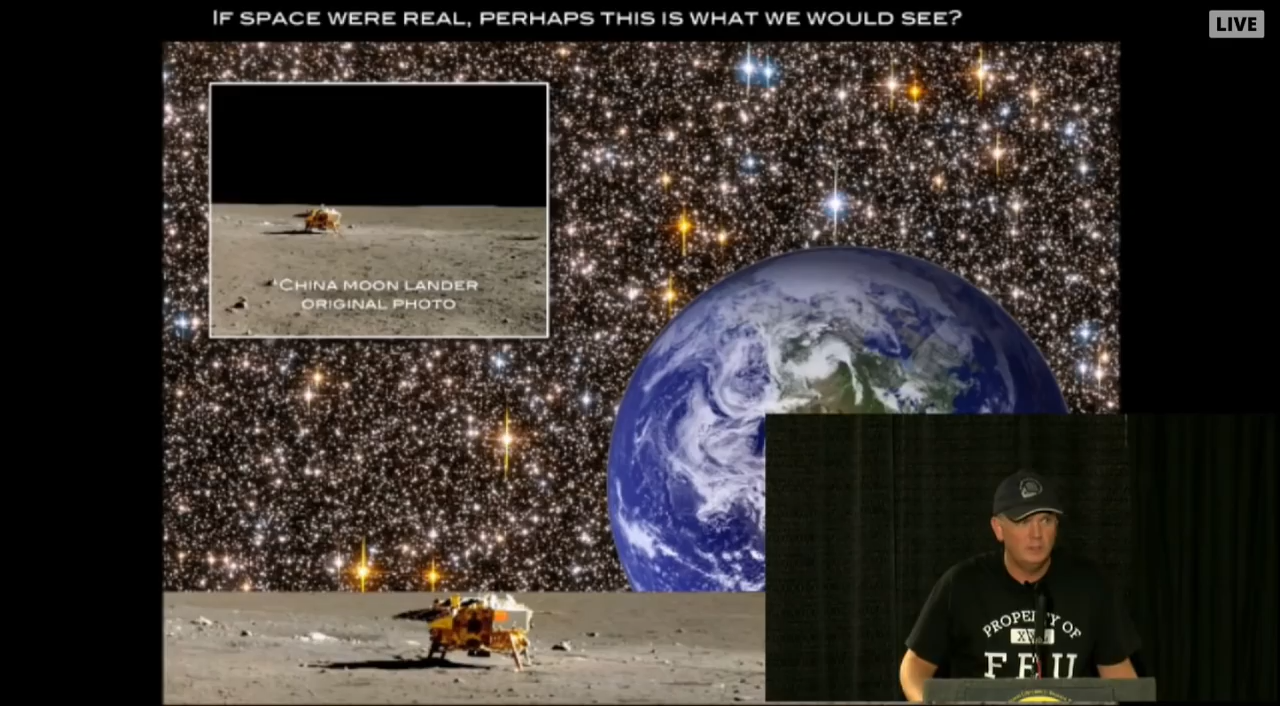 IF SPACE WERE REAL, PERHAPS THIS IS WHAT WE WOULD SEE?
LIVE
*CHINA MOON LANDER
ORIGINAL PHOTO
PROPERTY OF
FEU